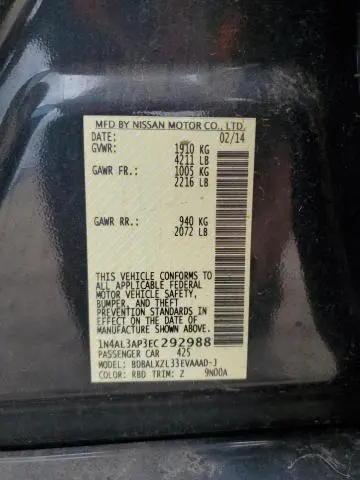 MFD BY NISSAN MOTOR CO., LTD.
DATE: 02/14
GVWR: 1910 KG
4211 LB
GAWR FR.: 1005 KG
2216 LB
GAWR RR.: 940 KG
2072 LB
THIS VEHICLE CONFORMS TO
ALL APPLICABLE FEDERAL
MOTOR VEHICLE SAFETY,
BUMPER, AND THEFT
PREVENTION STANDARDS
IN EFFECT ON THE DATE OF
MANUFACTURE SHOWN ABOVE.
1N4AL3AP3EC292988
PASSENGER CAR 425
MODEL: BDBALXZL33EVAAAD-J
COLOR: RBD TRIM: Z 9N00A